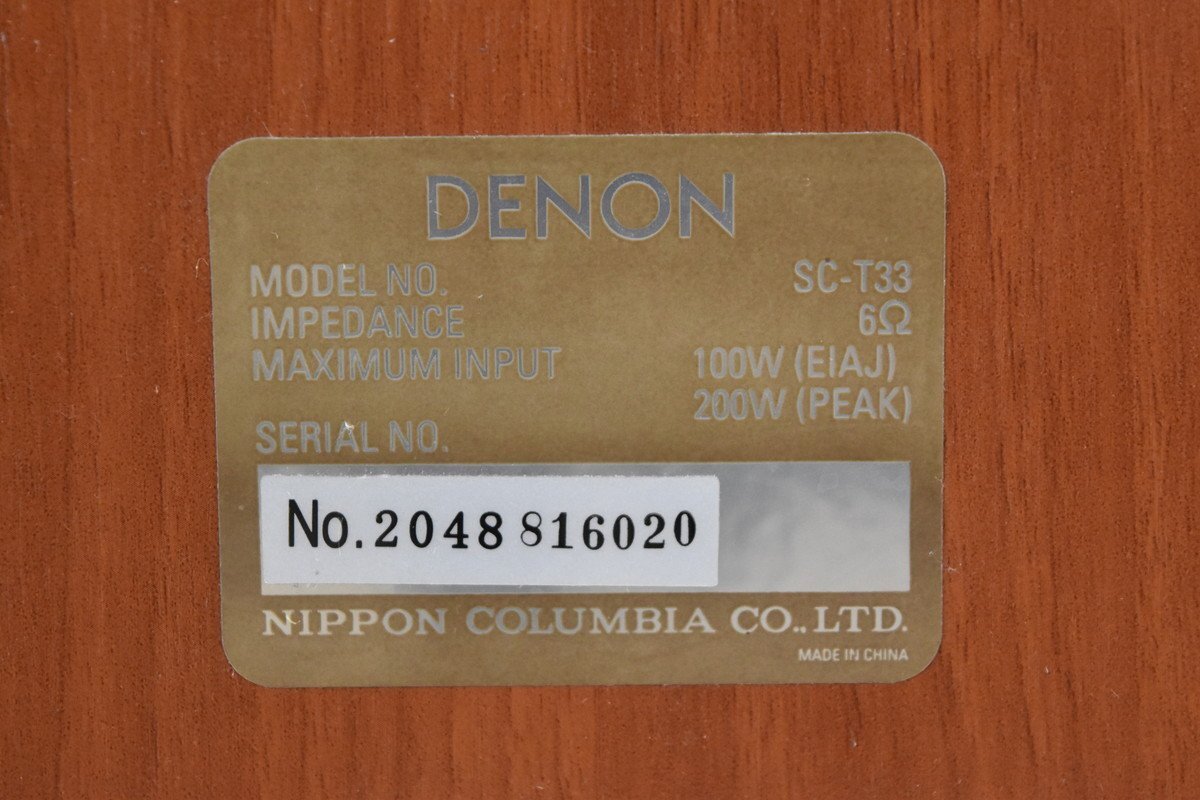 DENON
MODEL NO. SC-T33
IMPEDANCE 6Ω
MAXIMUM INPUT 100W (EIAJ)
200W (PEAK)
SERIAL NO.
No. 2048 816020
NIPPON COLUMBIA CO., LTD.
MADE IN CHINA